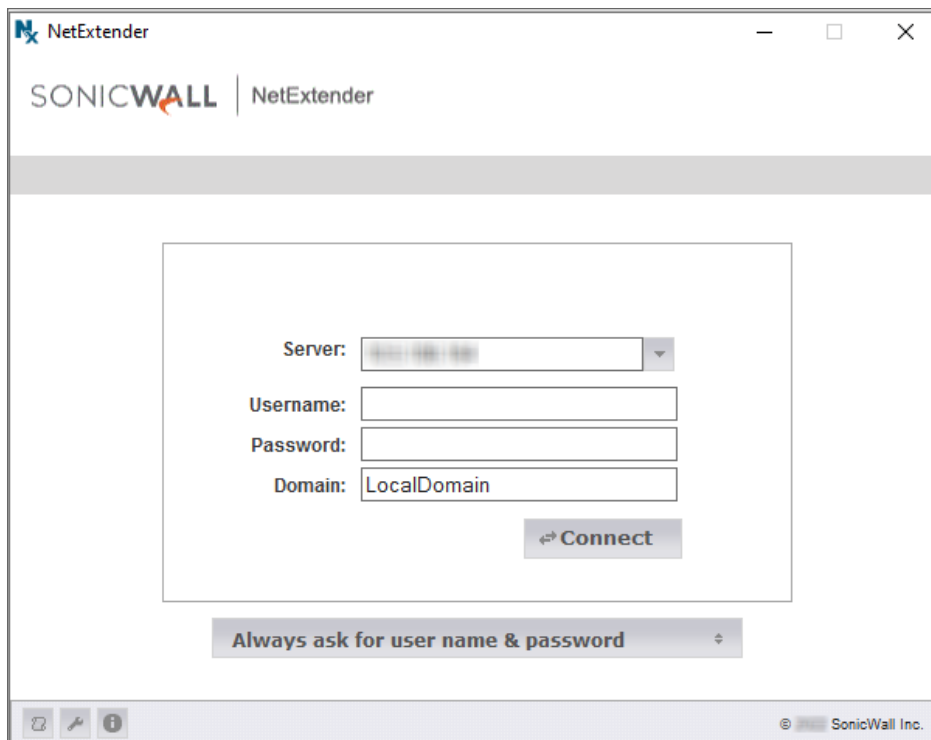 NetExtender
SONICWALL NetExtender
Server:
Username:
Password:
Domain: LocalDomain
Connect
Always ask for user name & password
© SonicWall Inc.